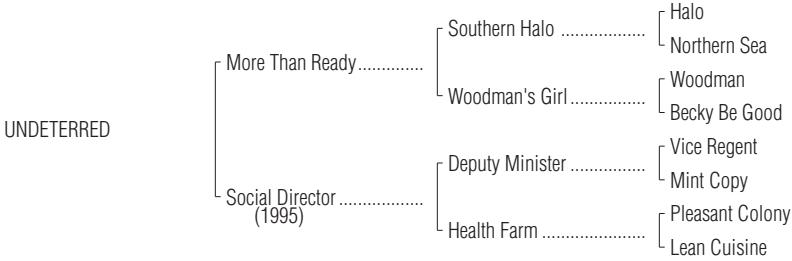 Halo
Southern Halo ..................
Northern Sea
More Than Ready..............
Woodman
Woodman's Girl ................
Becky Be Good
UNDETERRED
Vice Regent
Deputy Minister ................
Mint Copy
Social Director ..................
(1995)
Pleasant Colony
Health Farm ......................
Lean Cuisine